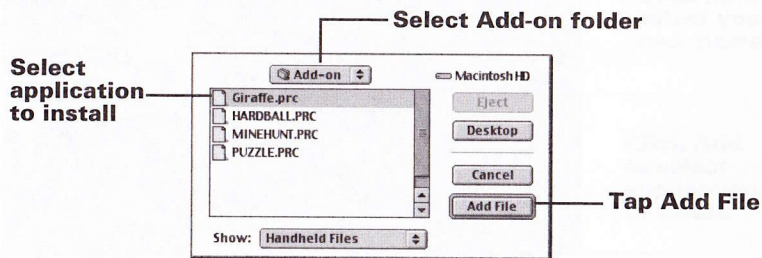 Select Add-on folder
Select
application
to install
Add-on
Macintosh HD
Giraffe.prc
HARDBALL.PRC
MINEHUNT.PRC
PUZZLE.PRC
Eject
Desktop
Cancel
Add File
Tap Add File
Show: Handheld Files